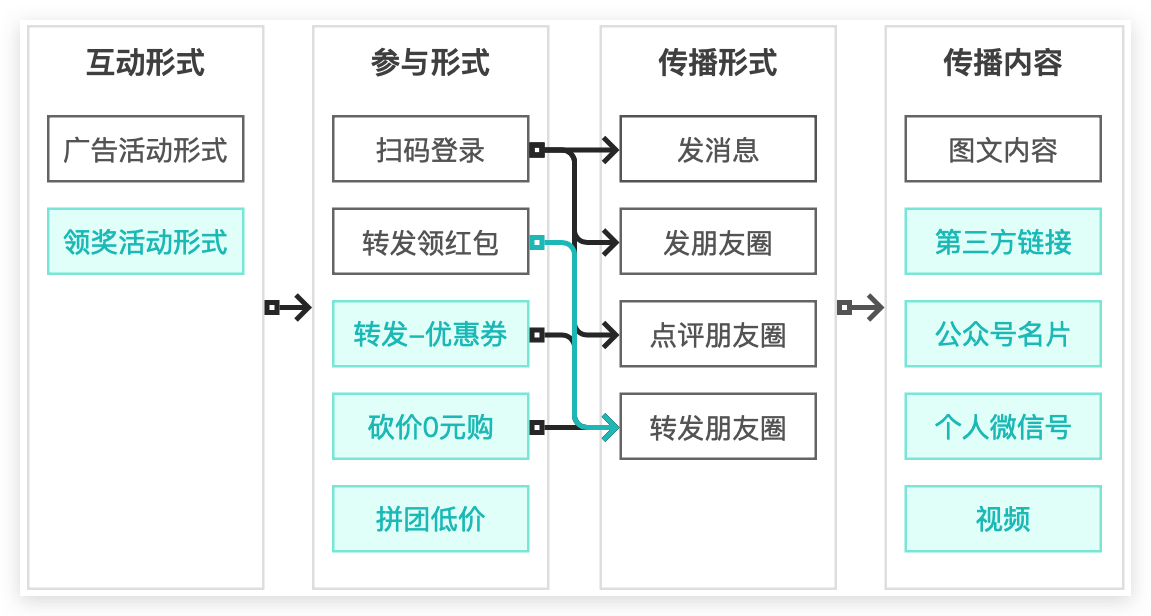 互动形式
广告活动形式
领奖活动形式
参与形式
扫码登录
转发领红包
转发–优惠券
砍价0元购
拼团低价
传播形式
发消息
发朋友圈
点评朋友圈
转发朋友圈
传播内容
图文内容
第三方链接
公众号名片
个人微信号
视频